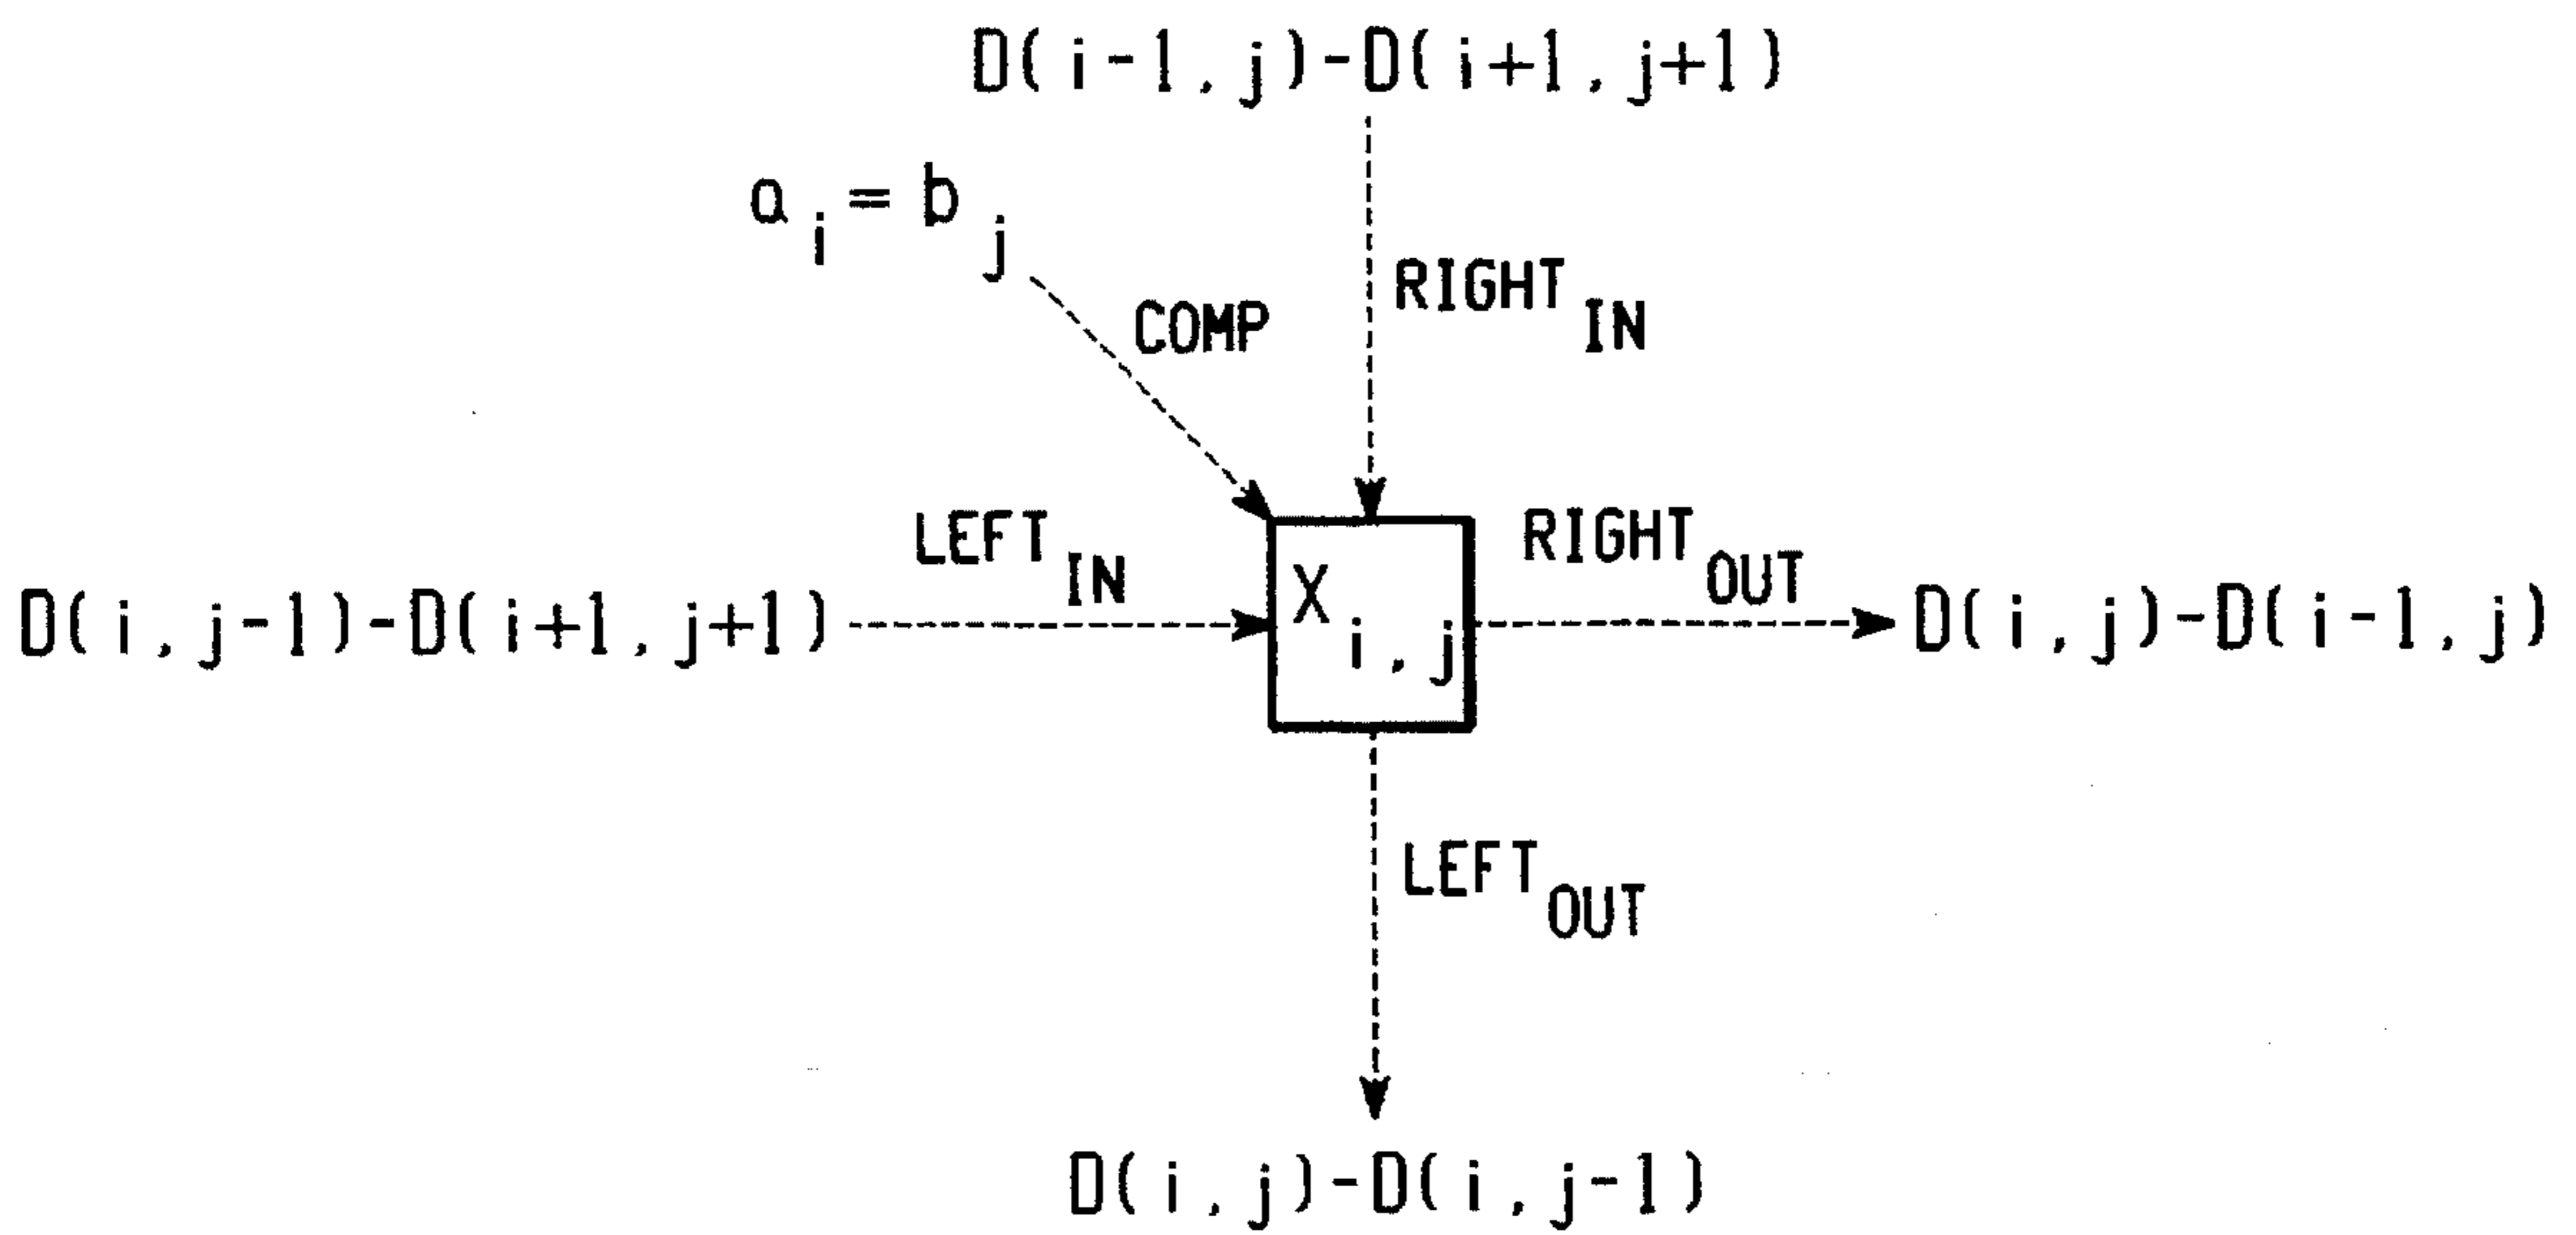 D(i-1,j)-D(i+1,j+1)
a i = b j
COMP
RIGHT IN
LEFT IN
RIGHT OUT
D(i,j-1)-D(i+1,j+1)
X i,j
D(i,j)-D(i-1,j)
LEFT OUT
D(i,j)-D(i,j-1)